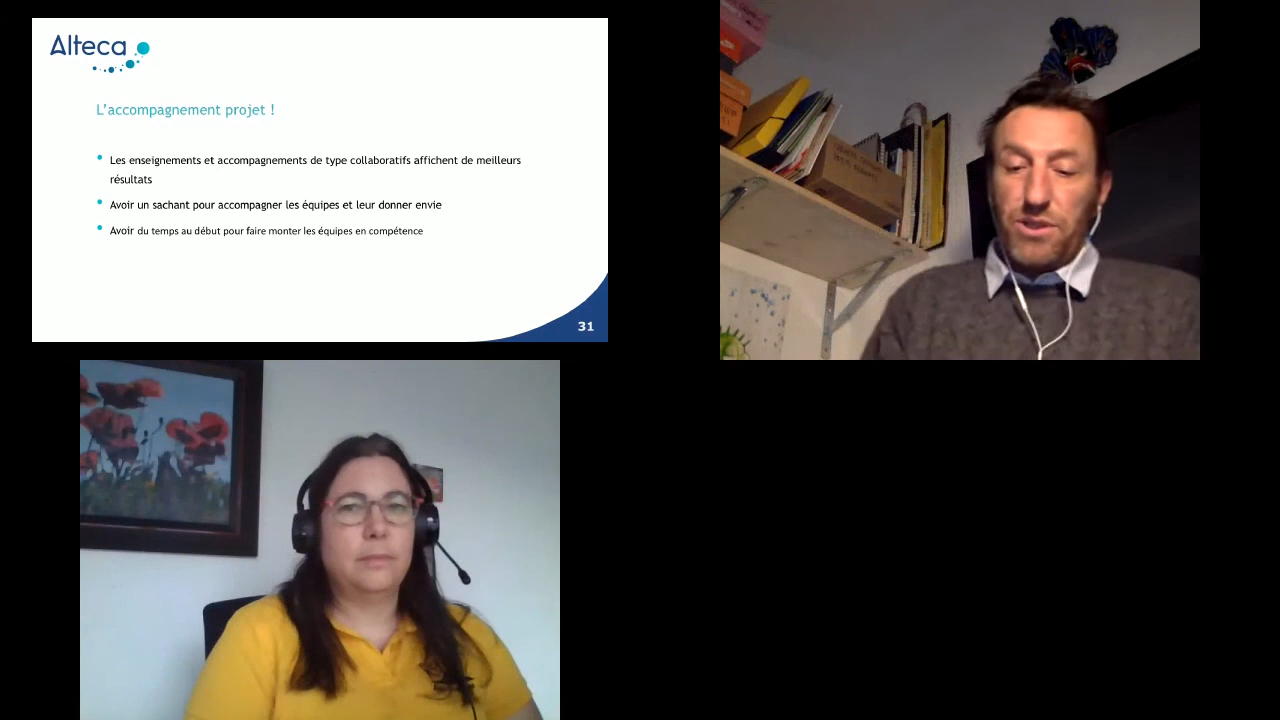 Alteca
L'accompagnement projet !
• Les enseignements et accompagnements de type collaboratifs affichent de meilleurs
résultats
• Avoir un sachant pour accompagner les équipes et leur donner envie
• Avoir du temps au début pour faire monter les équipes en compétence
31